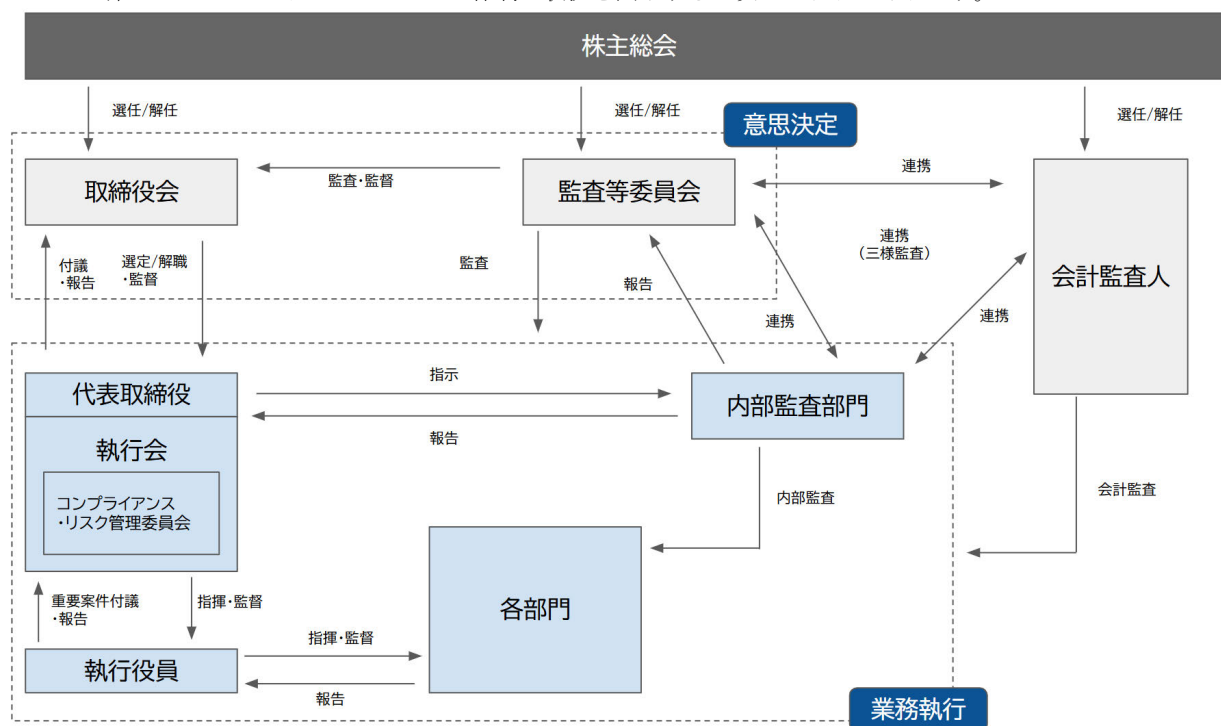 株主総会
選任/解任
選任/解任
選任/解任
意思決定
取締役会
監査・監督
監査等委員会
連携
会計監査人
連携
(三様監査)
付議
・報告
選定/解職
・監督
監査
報告
連携
連携
代表取締役
指示
内部監査部門
報告
執行会
コンプライアンス
・リスク管理委員会
内部監査
会計監査
各部門
重要案件付議
・報告
指揮・監督
執行役員
指揮・監督
報告
業務執行